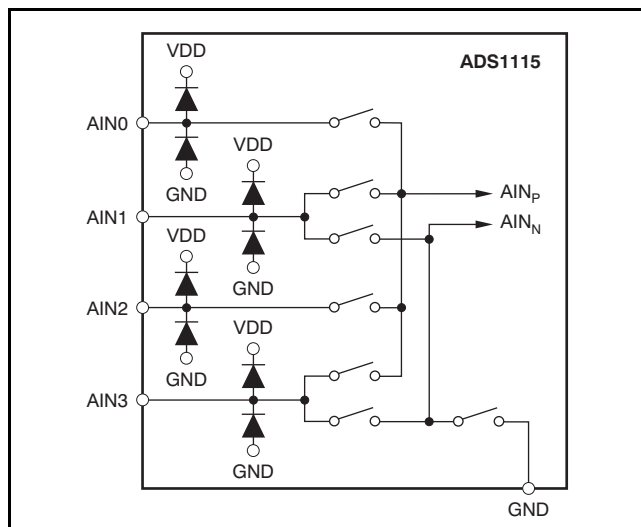 VDD
ADS1115
AIN0
VDD
GND
AINP
AIN1
AINN
VDD
GND
AIN2
VDD
GND
AIN3
GND
GND